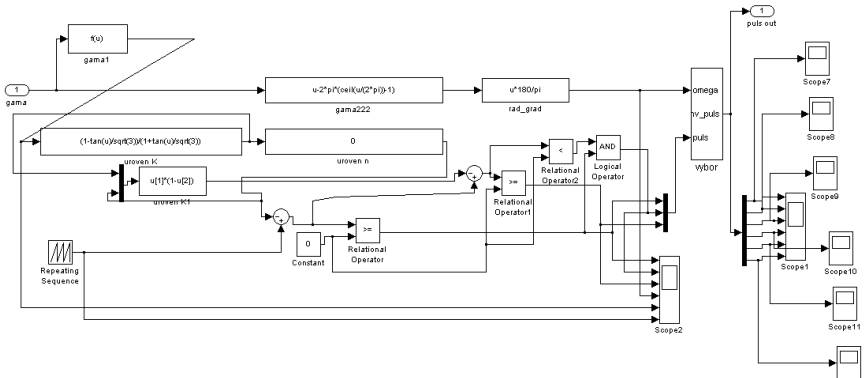 1
puls out
f(u)
gama1
Scope7
1
gama
u-2*pi*(ceil(u/(2*pi))-1)
gama222
u*180/pi
rad_grad
omega
inv_puls
puls
vybor
Scope8
(1-tan(u)/sqrt(3))/(1+tan(u)/sqrt(3))
uroven K
0
uroven n
<
Relational
Operator2
AND
Logical
Operator
u[1]*(1-u[2])
uroven K1
>=
Relational
Operator1
Scope9
Repeating
Sequence
0
Constant
>=
Relational
Operator
Scope1
Scope10
Scope2
Scope11